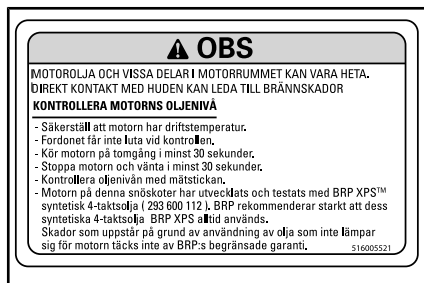 OBS
MOTOROLJA OCH VISSA DELAR I MOTORRUMMET KAN VARA HETA.
DIREKT KONTAKT MED HUDEN KAN LEDA TILL BRÄNNSKADOR
KONTROLLERA MOTORNS OLJENIVÅ
- Säkerställ att motorn har driftstemperatur.
- Fordonet får inte luta vid kontrollen.
- Kör motorn på tomgång i minst 30 sekunder.
- Stoppa motorn och vänta i minst 30 sekunder.
- Kontrollera oljenivån med mätstickan.
- Motorn på denna snöskoter har utvecklats och testats med BRP XPS™
syntetisk 4-taktsolja ( 293 600 112 ). BRP rekommenderar starkt att dess
syntetiska 4-taktsolja BRP XPS alltid används.
Skador som uppstår på grund av användning av olja som inte lämpar
sig för motorn täcks inte av BRP:s begränsade garanti.
516005521